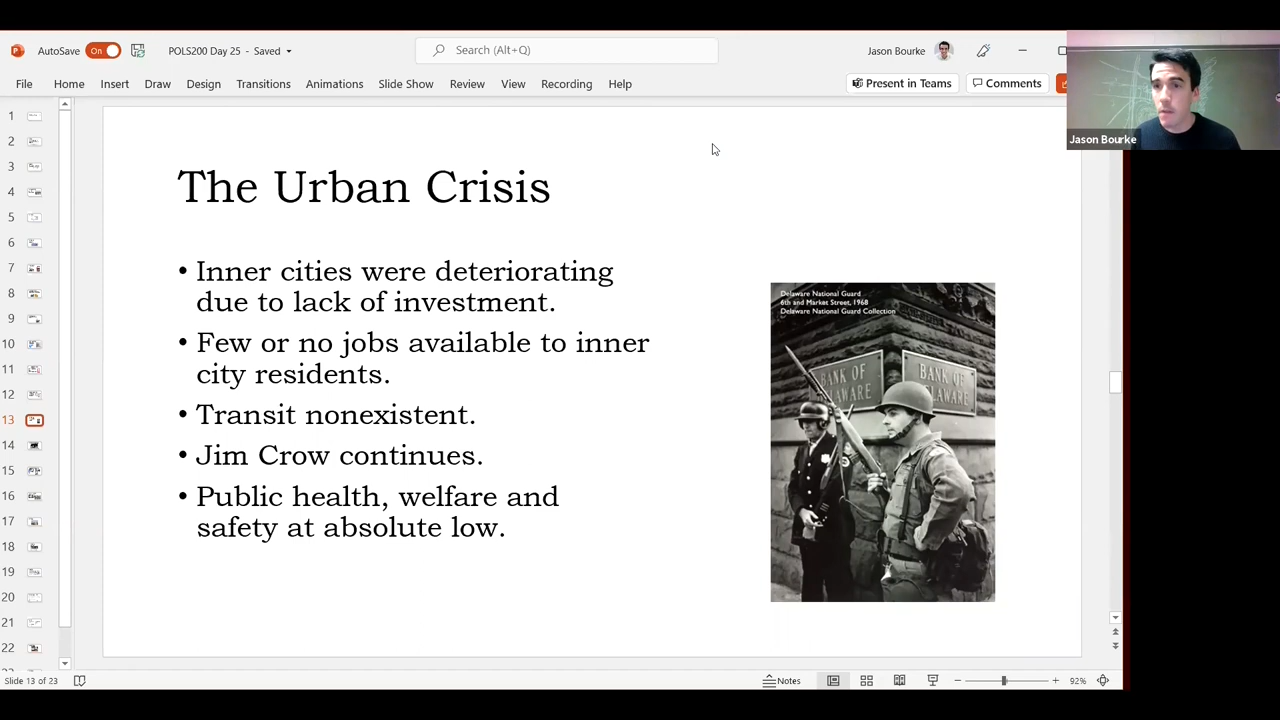 AutoSave On POLS200 Day 25 - Saved Search (Alt+Q) Jason Bourke
File Home Insert Draw Design Transitions Animations Slide Show Review View Recording Help Present in Teams Comments
Jason Bourke
1
2
3
4
5
6
7
8
9
10
11
12
13
14
15
16
17
18
19
20
21
22
The Urban Crisis
• Inner cities were deteriorating
due to lack of investment.
• Few or no jobs available to inner
city residents.
• Transit nonexistent.
• Jim Crow continues.
• Public health, welfare and
safety at absolute low.
Delaware National Guard
6th and Market Street, 1968
Delaware National Guard Collection
BANK OF
BANK OF
Slide 13 of 23 Notes 92%